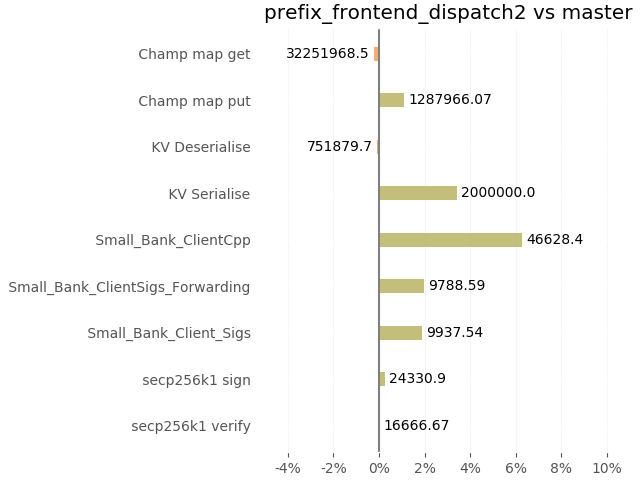 prefix_frontend_dispatch2 vs master
Champ map get 32251968.5
Champ map put 1287966.07
KV Deserialise 751879.7
KV Serialise 2000000.0
Small_Bank_ClientCpp 46628.4
Small_Bank_ClientSigs_Forwarding 9788.59
Small_Bank_Client_Sigs 9937.54
secp256k1 sign 24330.9
secp256k1 verify 16666.67
-4% -2% 0% 2% 4% 6% 8% 10%